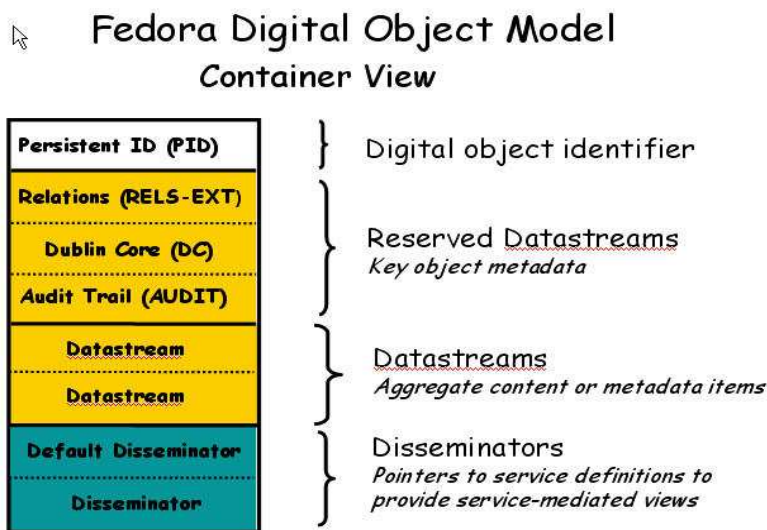 Fedora Digital Object Model
Container View
Persistent ID (PID)
Digital object identifier
Relations (RELS-EXT)
Dublin Core (DC)
Audit Trail (AUDIT)
Reserved Datastreams
Key object metadata
Datastream
Datastream
Datastreams
Aggregate content or metadata items
Default Disseminator
Disseminator
Disseminators
Pointers to service definitions to
provide service-mediated views